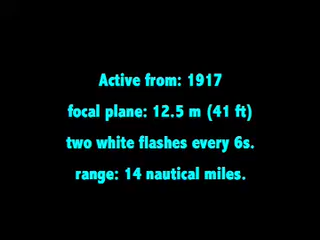 Active from: 1917
focal plane: 12.5 m (41 ft)
two white flashes every 6s.
range: 14 nautical miles.